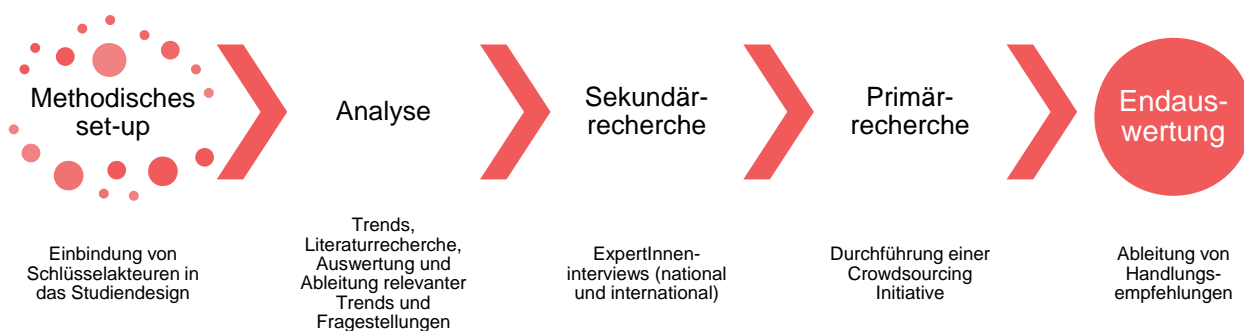 Methodisches
set-up
Analyse
Sekundär-
recherche
Primär-
recherche
Endaus-
wertung
Einbindung von
Schlüsselakteuren in
das Studiendesign
Trends,
Literaturrecherche,
Auswertung und
Ableitung relevanter
Trends und
Fragestellungen
ExpertInnen-
interviews (national
und international)
Durchführung einer
Crowdsourcing
Initiative
Ableitung von
Handlungs-
empfehlungen